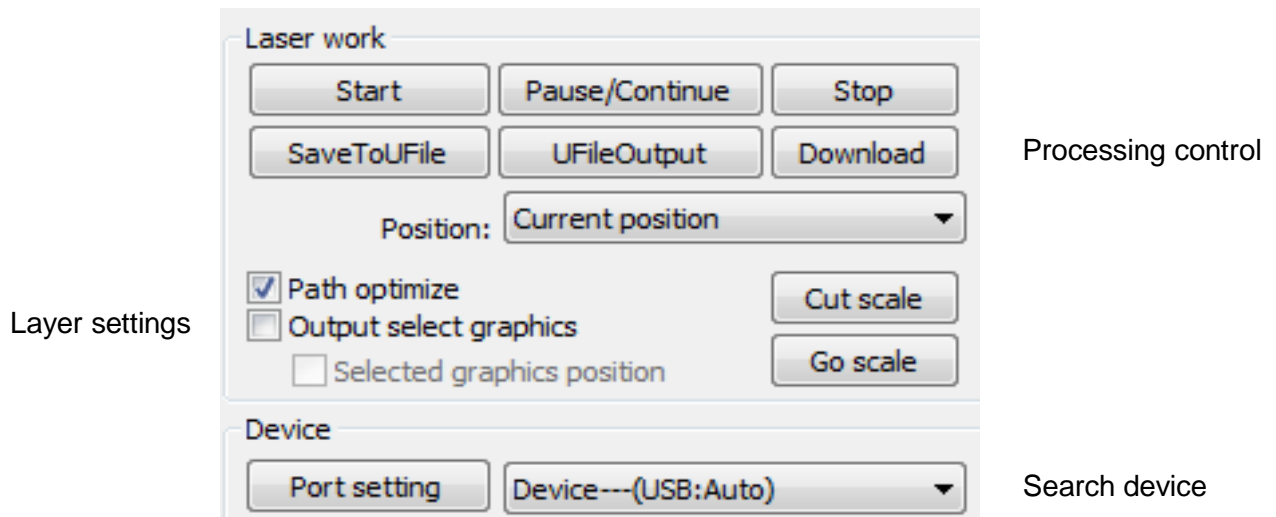 Laser work
Start Pause/Continue Stop
SaveToUFile UFileOutput Download
Processing control
Position: Current position
Path optimize
Cut scale
Layer settings
Output select graphics
Selected graphics position
Go scale
Device
Port setting Device---(USB:Auto)
Search device